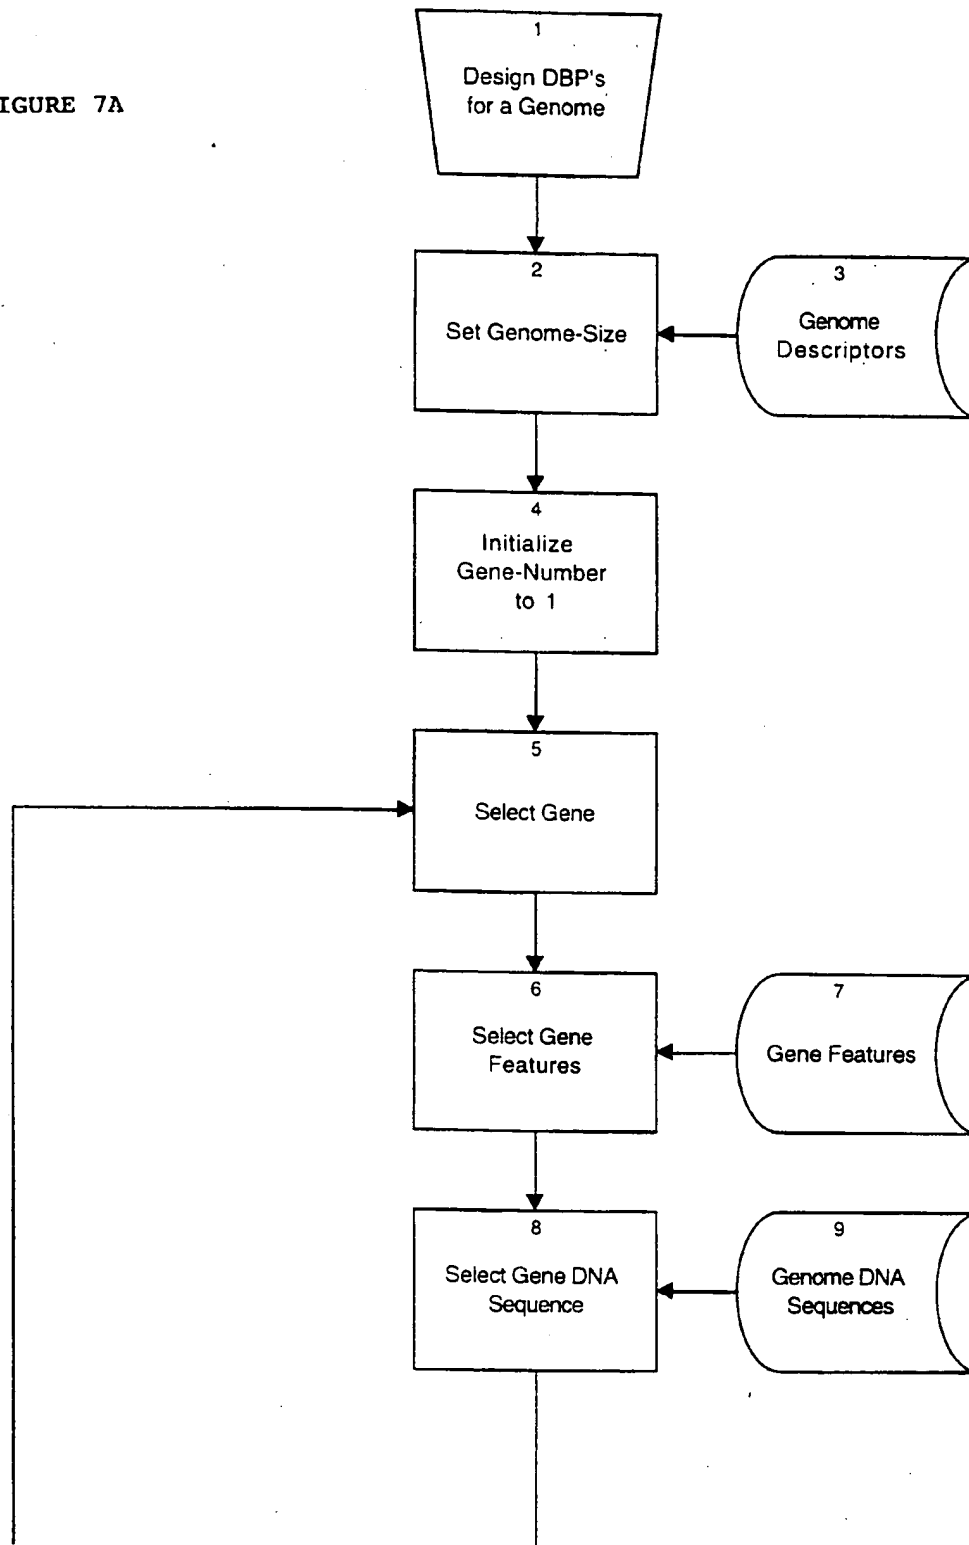 IGURE 7A
1
Design DBP's
for a Genome
2
Set Genome-Size
3
Genome
Descriptors
4
Initialize
Gene-Number
to 1
5
Select Gene
6
Select Gene
Features
7
Gene Features
8
Select Gene DNA
Sequence
9
Genome DNA
Sequences